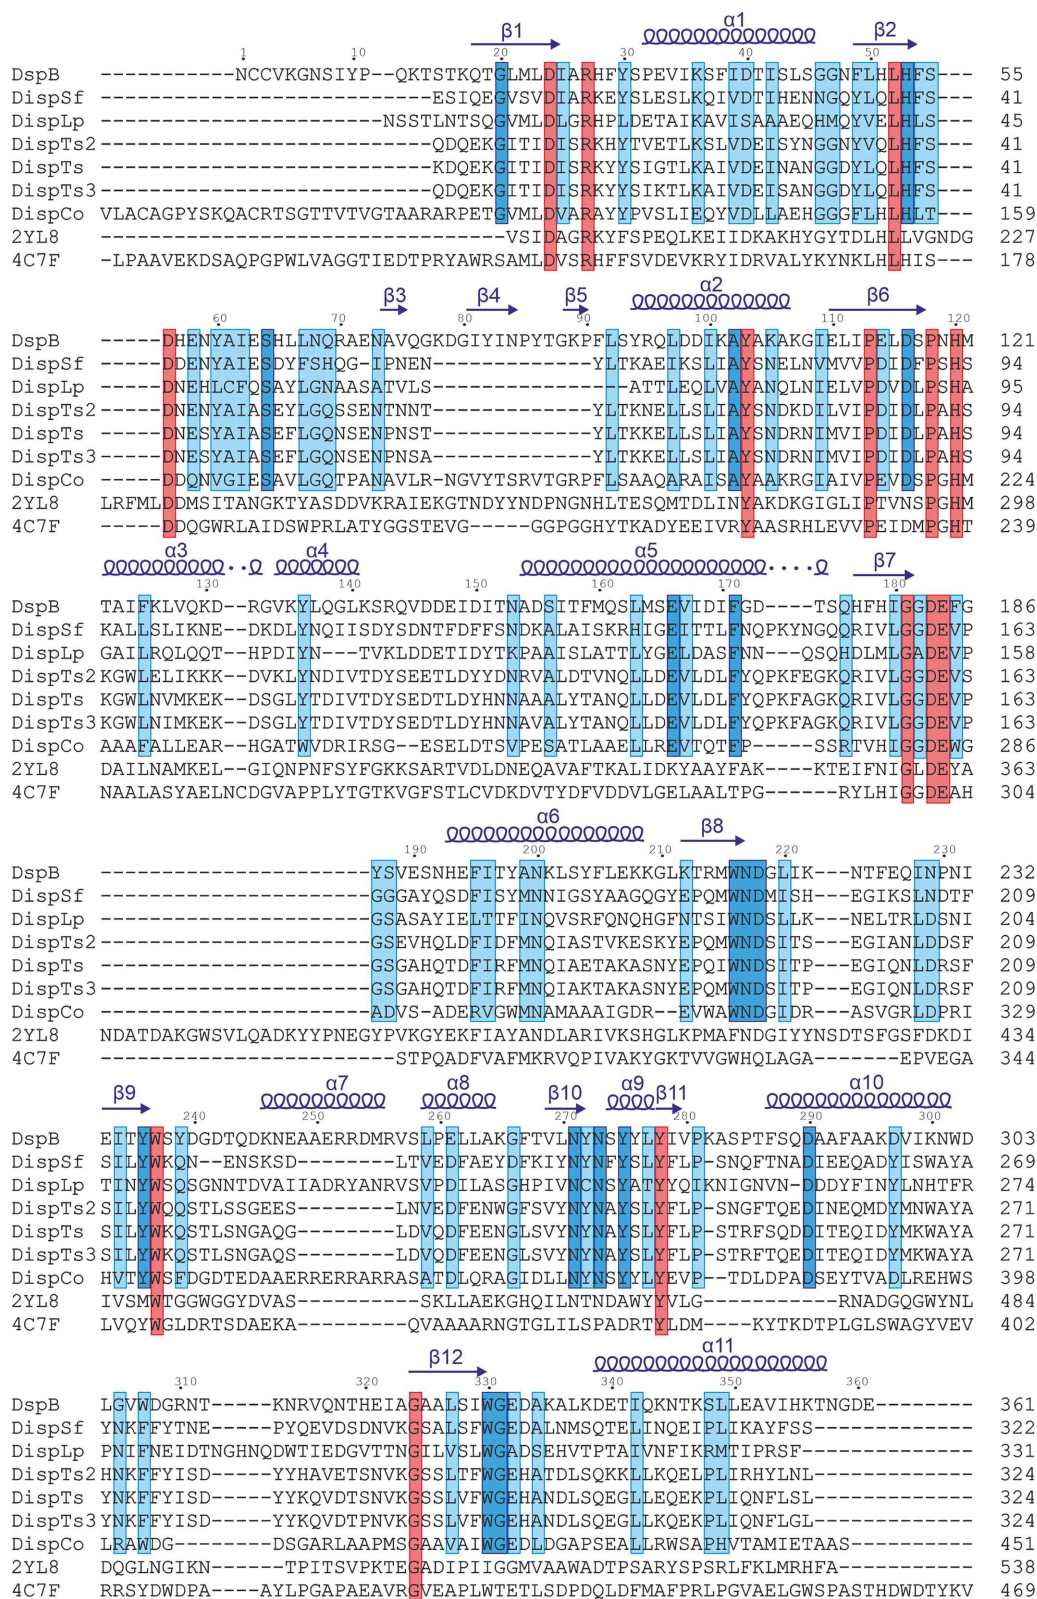 β1 α1 β2
1 10 20 30 40 50
DspB -----------NCCVKGNSIYP--QKTSTKQTGLMLDIARHFYSPEVIKSFIDTISLSGGNFLHLHFS--- 55
DispSf ---------------------------ESIQEGVSVDIARKEYSLESLKQIVDTIHENNGQYLQLHFS--- 41
DispLp -----------------------NSSTLNTSQGVMLDLGRHPLDETAIKAVISAAAEQHMQYVELHLS--- 45
DispTs2 ---------------------------QDQEKGITIDISRKHYTVETLKSLVDEISYNGGNYVQLHFS--- 41
DispTs ---------------------------KDQEKGITIDISRKYYSIGTLKAIVDEINANGGDYLQLHFS--- 41
DispTs3 ---------------------------QDQEKGITIDISRKYYSIKTLKAIVDEISANGGDYLQLHFS--- 41
DispCo VLACAGPYSKQACRTSGTTVTVGTAARARPETGVMLDVARAYYPVSLIEQYVDLLAEHGGGFLHLHLT--- 159
2YL8 ---------------------------------VSIDAGRKYFSPEQLKEIIDKAKHYGYTDLHLLVGNDG 227
4C7F -LPAAVEKDSAQPGPWLVAGGTIEDTPRYAWRSAMLDVSRHFFSVDEVKRYIDRVALYKYNKLHLHIS--- 178
β3 β4 β5 α2 β6
60 70 80 90 100 110 120
DspB -----DHENYAIESHLLNQRAENAVQGKDGIYINPYTGKPFLSYRQLDDIKAYAKAKGIELIPELDSPNHM 121
DispSf -----DDENYAIESDYFSHQG-IPNEN-------------YLTKAEIKSLIAYSNELNVMVVPDIDFPSHS 94
DispLp -----DNEHLCFQSAYLGNAASATVLS-------------ATTLEQLVAYANQLNIELVPDVDLPSHA 95
DispTs2 -----DNENYAIASEYLGQSSENTNNT-------------YLTKNELLSLIAYSNDKDILVIPDIDLPAHS 94
DispTs -----DNESYAIASEFLGQNSENPNST-------------YLTKKELLSLIAYSNDRNIMVIPDIDLPAHS 94
DispTs3 -----DNESYAIASEFLGQNSENPNSA-------------YLTKKELLSLIAYSNDRNIMVIPDIDLPAHS 94
DispCo -----DDQNVGIESAVLGQTPANAVLR-NGVYTSRVTGRPFLSAAQARAISAYAAKRGIAIVPEVDSPGHM 224
2YL8 LRFMLDDMSITANGKTYASDDVKRAIEKGTNDYYNDPNGNHLTESQMTDLINYAKDKGIGLIPTVNSPGHM 298
4C7F -----DDQGWRLAIDSWPRLATYGGSTEVG-----GGPGGHYTKADYEEIVRYAASRHLEVVPEIDMPGHT 239
α3 α4 α5 β7
130 140 150 160 170 180
DspB TAIFKLVQKD--RGVKYLQGLKSRQVDDEIDITNADSITFMQSLMSEVIDIFGD---TSQHFHIGGDEFG 186
DispSf KALLSLIKNE--DKDLYNQIISDYSDNTFDFFSNDKALAISKRHIGEITTLFNQPKYNGQQRIVLGGDEVP 163
DispLp GAILRQLQQT--HPDIYN--TVKLDDETIDYTKPAAISLATTLYGELDASFNN---QSQHDLMLGADEVP 158
DispTs2 KGWLELIKKK--DVKLYNDIVTDYSEETLDYYDNRVALDTVNQLLDEVLDLFYQPKFEGKQRIVLGGDEVP 163
DispTs KGWLNVMKEK--DSGLYTDIVTDYSEDTLDYHNNAAALYTANQLLDEVLDLFYQPKFAGKQRIVLGGDEVP 163
DispTs3 KGWLNIMKEK--DSGLYTDIVTDYSEDTLDYHNNAVALYTANQLLDEVLDLFYQPKFAGKQRIVLGGDEVP 163
DispCo AAAFALLEAR--HGATWVDRIRSG--ESELDTSVPESATLAAELLREVTQTFP-----SSRTVHIGGDEWG 286
2YL8 DAILNAMKEL--GIQNPNFSYFGKKSARTVDLDNEQAVAFTKALIDKYAAYFAK----KTEIFNIGLDEYA 363
4C7F NAALASYAELNCDGVAPPLYTGTKVGFSTLCVDKDVTYDFVDDVLGELAALTPG------RYLHIGGDEAH 304
α6 β8
190 200 210 220 230
DspB ----------------------YSVESNHEFITYANKLSYFLEKKGLKTRMWNDGLIK---NTFEQINPNI 232
DispSf ----------------------GGGAYQSDFISYMNNIGSYAAGQGYEPQMWNDMISH---EGIKSLNDTF 209
DispLp ----------------------GSASAYIELTTFINQVSRFQNQHGFNTSIWNDSLLK---NELTRLDSNI 204
DispTs2 ----------------------GSEVHQLDFIDFMNQIASTVKESKYEPQMWNDSITS---EGIANLDDSF 209
DispTs ----------------------GSGAHQTDFIRFMNQIAETAKASNYEPQIWNDSITP---EGIQNLDRSF 209
DispTs3 ----------------------GSGAHQTDFIRFMNQIAKTAKASNYEPQMWNDSITP---EGIQNLDRSF 209
DispCo ----------------------ADVS-ADERVGWMNAMAAAIGDR--EVWAWNDGIDR---ASVGRLDPRI 329
2YL8 NDATDAKGWSVLQADKYYPNEGYPVKGYEKFIAYANDLARIVKSHGLKPMAFNDGIYYNSDTSFGSFDKDI 434
4C7F ------------------------STPQADFVAFMKRVQPIVAKYGKTVVGWHQLAGA-------EPVEGA 344
β9 α7 α8 β10 α9 β11 α10
240 250 260 270 280 290 300
DspB EITYWSYDGDTQDKNEAAERRDMRVSLPELLAKGFTVLNYNSYYLYIVPKASPTFSQDAAFAAKDVIKNWD 303
DispSf SILYWKQN--ENSKSD--------LTVEDFAEYDFKIYNYNFYSLYFLP-SNQFTNADIEEQADYISWAYA 269
DispLp TINYWSQSGNNTDVAIIADRYANRVSVPDILASGHPIVNCNSYATYYQIKNIGNVN-DDDYFINYLNHTFR 274
DispTs2 SILYWQQSTLSSGEES--------LNVEDFENWGFSVYNYNAYSLYFLP-SNGFTQEDINEQMDYMNWAYA 271
DispTs SILYWKQSTLSNGAQG--------LDVQDFEENGLSVYNYNSYSLYFLP-STRFSQDDITEQIDYMKWAYA 271
DispTs3 SILYWKQSTLSNGAQS--------LDVQDFEENGLSVYNYNAYSLYFLP-STRFTQEDITEQIDYMKWAYA 271
DispCo HVTYWSFDGDTEDAAERRERRARRASATDLQRAGIDLLNYNSYYLYEVP--TDLDPADSEYTVADLREHWS 398
2YL8 IVSMWTGGWGGYDVAS--------SKLLAEKGHQILNTNDAWYYVLG-----------RNADGQGWYNL 484
4C7F LVQYWGLDRTSDAEKA--------QVAAAARNGTGLILSPADRTYLDM----KYTKDTPLGLSWAGYVEV 402
β12 α11
310 320 330 340 350 360
DspB LGVWDGRNT----KNRVQNTHEIAGAALSIWGEDAKALKDETIQKNTKSLLEAVIHKTNGDE----- 361
DispSf YNKFFYTNE----PYQEVDSDNVKGSALSFWGEHSNDMSQTELINQEIPLIKAYFSS---------- 322
DispLp PNIFNEIDTNGHNQDWTIEDGVTTNGILVSLWGADSEHVTPTAIVNFIKRMTIPRSF---------- 331
DispTs2 HNKFFYISD----YYHAVETSNVKGSSLTFWGEHATDLSQKKLLKQELPLIRHYLNL--------- 324
DispTs YNKFFYISD----YYKQVDTSNVKGSSLVFWGEHANDLSQEGLLEQEKPLIQNFLSL--------- 324
DispTs3 YNKFFYISD----YYKQVDTPNVKGSSLVFWGEHANDLSQEGLLKQEKPLIQNFLGL--------- 324
DispCo LRAWDG-------DSGARLAAPMSGAAVAIWGEDLDGAPSEALLRWSAPHVTAMIETAAS------- 451
2YL8 DQGLNGIKN----TPITSVPKTEGADIPIIGGMVAAWADTPSARYSPSRLFKLMRHFA-------- 538
4C7F RRSYDWDPA----AYLPGAPAEAVRGVEAPLWTETLSDPDQLDFMAFPRLPGVAELGWSPASTHDWDTYKV 469